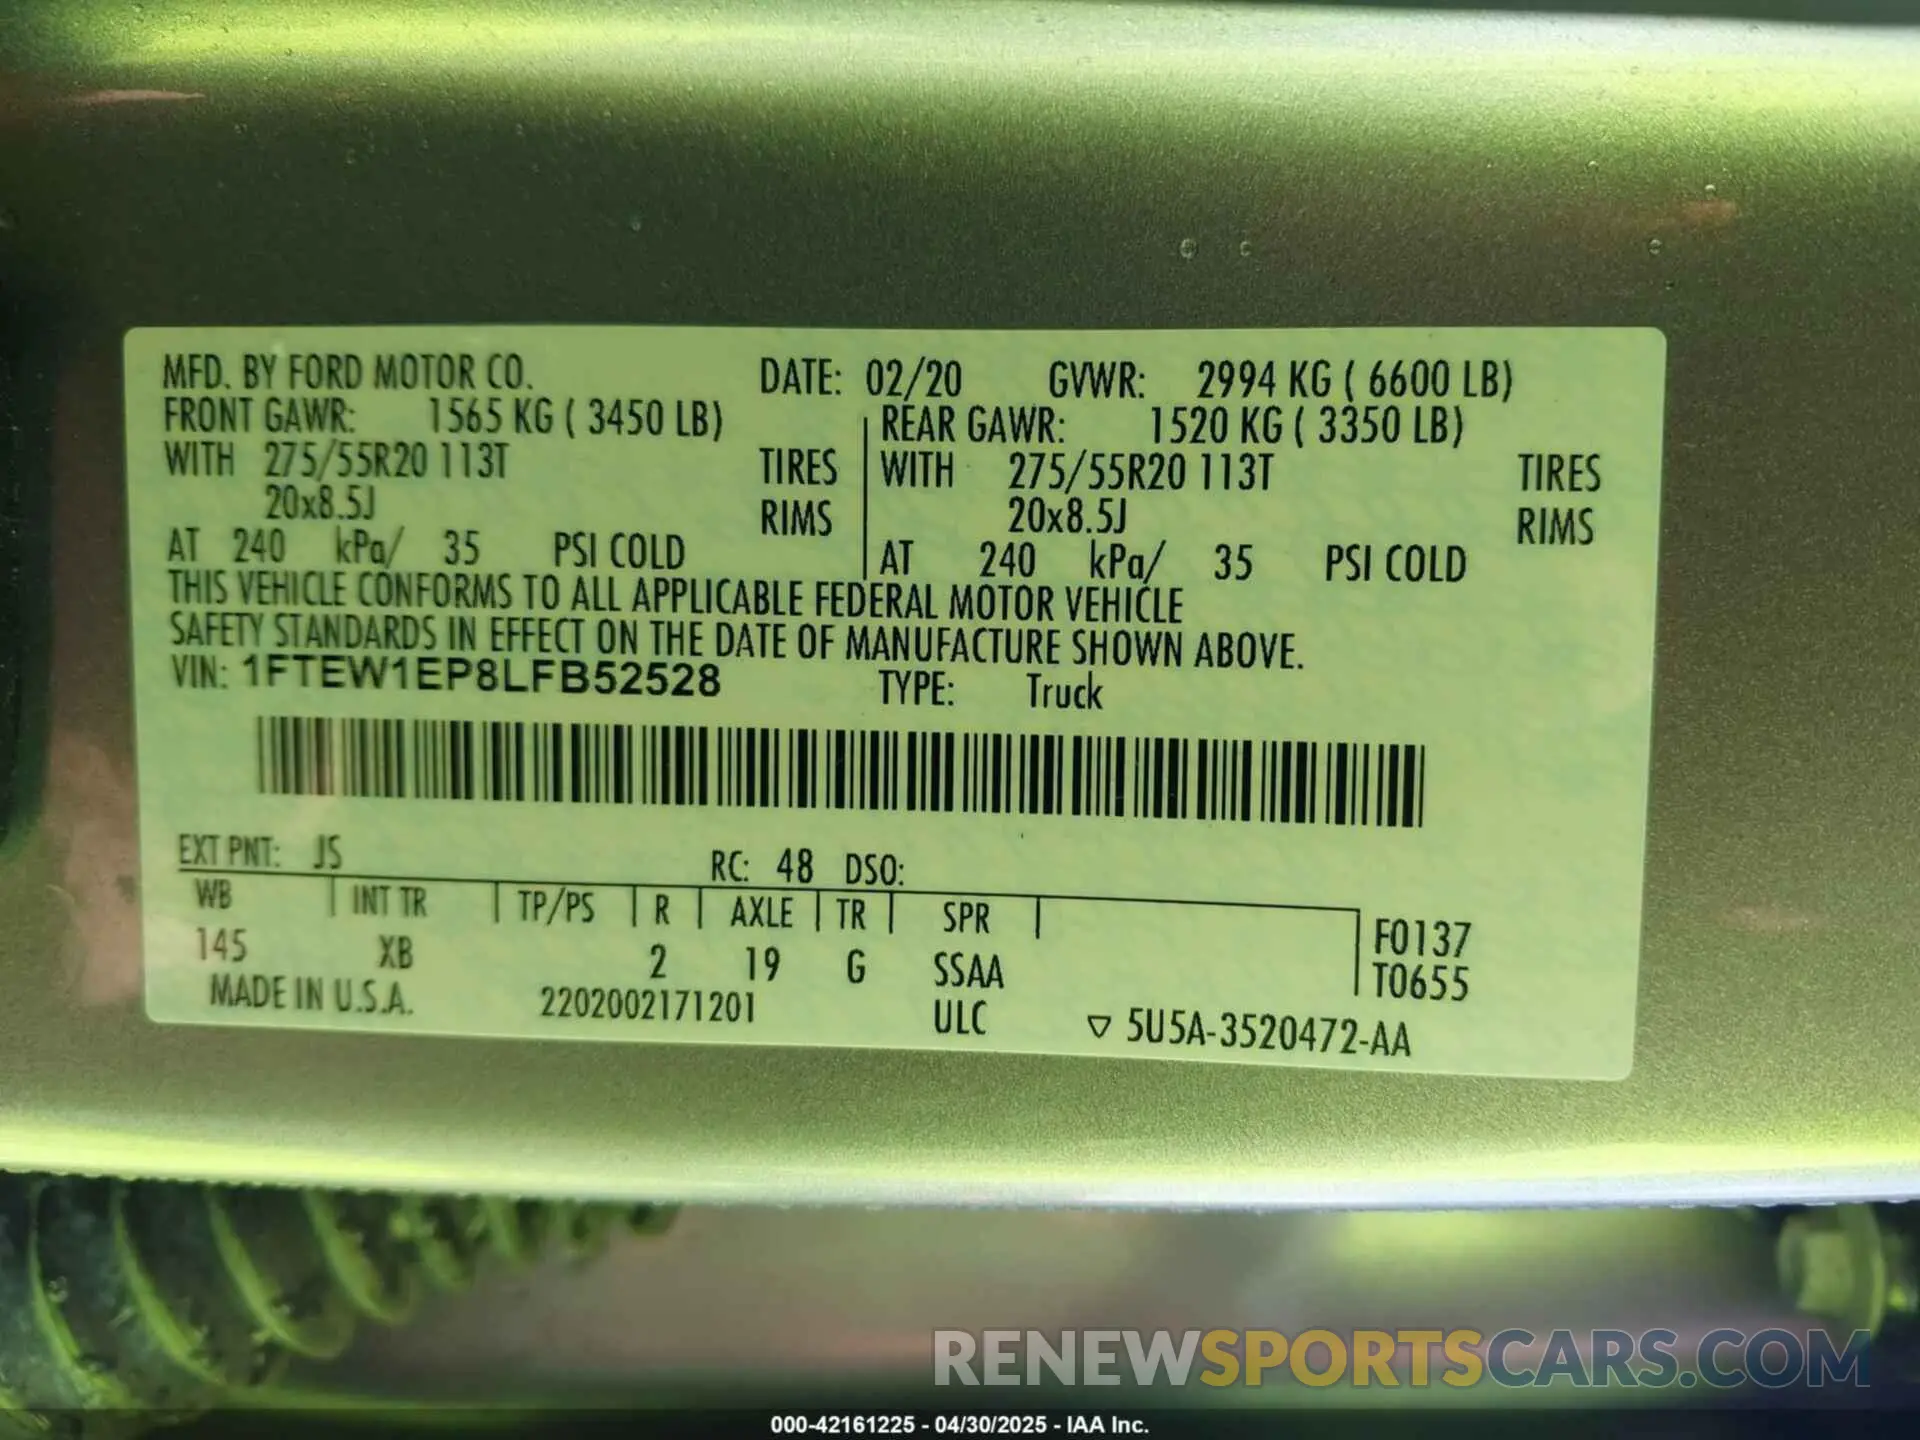 MFD. BY FORD MOTOR CO. DATE: 02/20 GVWR: 2994 KG ( 6600 LB)
FRONT GAWR: 1565 KG ( 3450 LB) REAR GAWR: 1520 KG ( 3350 LB)
WITH 275/55R20 113T TIRES WITH 275/55R20 113T TIRES
20x8.5J RIMS 20x8.5J RIMS
AT 240 kPa/ 35 PSI COLD AT 240 kPa/ 35 PSI COLD
THIS VEHICLE CONFORMS TO ALL APPLICABLE FEDERAL MOTOR VEHICLE
SAFETY STANDARDS IN EFFECT ON THE DATE OF MANUFACTURE SHOWN ABOVE.
VIN: 1FTEW1EP8LFB52528 TYPE: Truck
EXT PNT: JS RC: 48 DSO:
WB INT TR TP/PS R AXLE TR SPR F0137
145 XB 2 19 G SSAA T0655
MADE IN U.S.A. 2202002171201 ULC ▽ 5U5A-3520472-AA
RENEWSPORTSCARS.COM
000-42161225 - 04/30/2025 - IAA Inc.